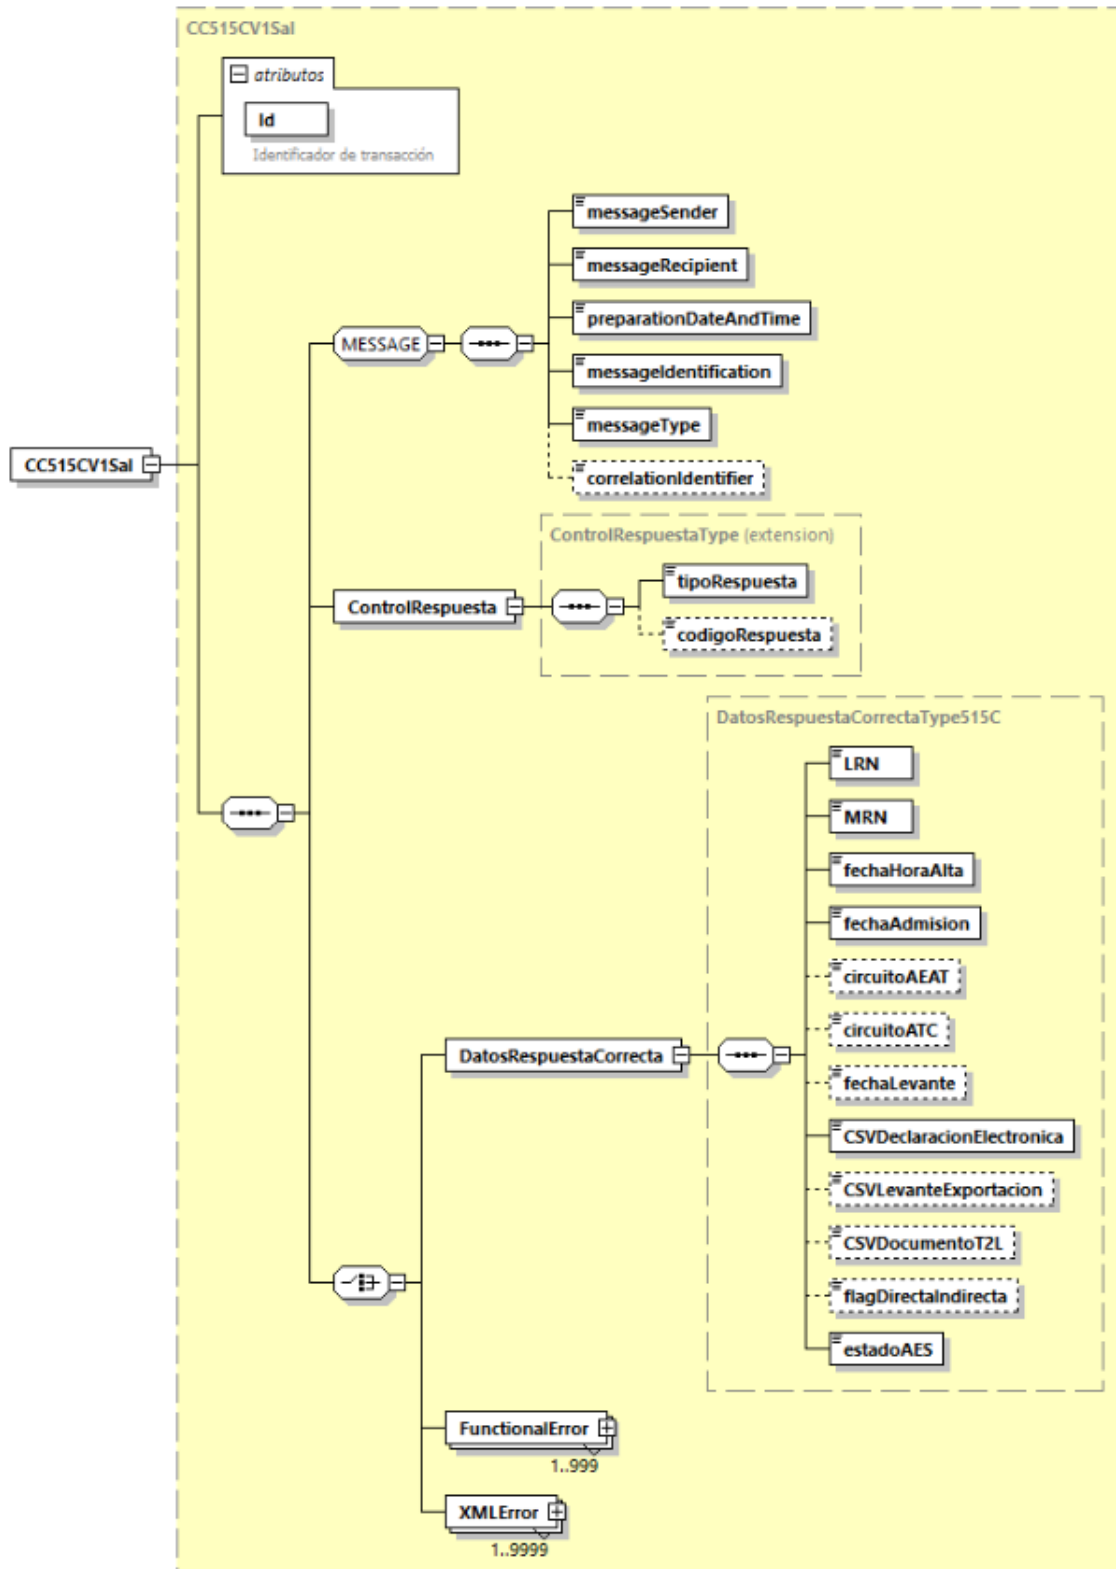 CC515CV1Sal
atributos
Id
Identificador de transacción
messageSender
messageRecipient
preparationDateAndTime
MESSAGE
messageIdentification
messageType
CC515CV1Sal
correlationIdentifier
ControlRespuestaType (extension)
tipoRespuesta
ControlRespuesta
codigoRespuesta
DatosRespuestaCorrectaType515C
LRN
MRN
fechaHoraAlta
fechaAdmision
circuitoAEAT
circuitoATC
DatosRespuestaCorrecta
fechaLevante
CSVDeclaracionElectronica
CSVLevanteExportacion
CSVDocumentoT2L
flagDirectaIndirecta
estadoAES
FunctionalError
1..999
XMLError
1..9999